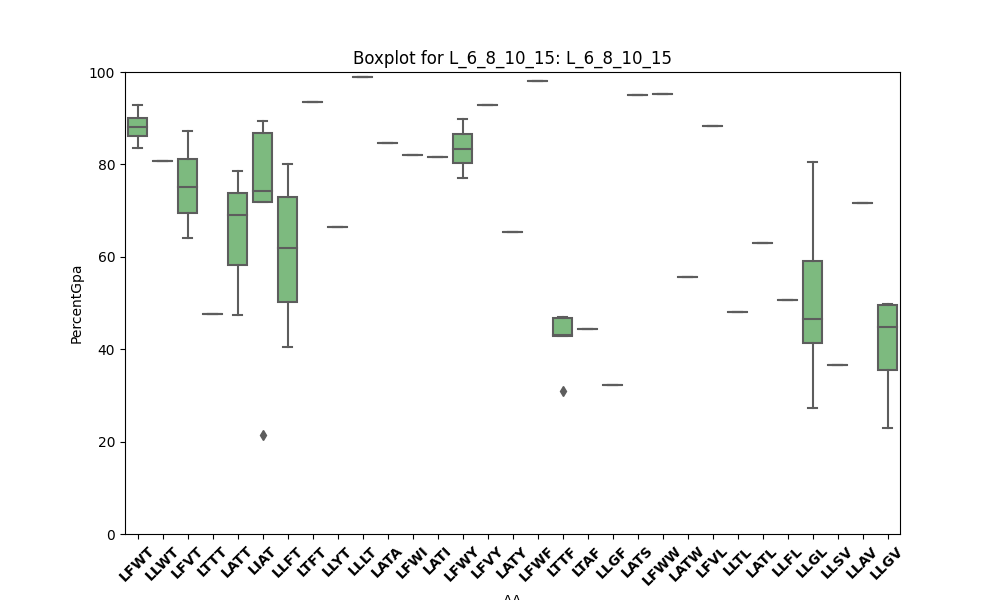 Boxplot for L_6_8_10_15: L_6_8_10_15
100
80
60
40
20
0
PercentGpa
LFWT LLWT LFVT LTTT LATT LIAT LLFT LTFT LLYT LLLT LATA LFWI LATI LFWY LFVY LATY LFWF LTTF LTAF LLGF LATS LFWW LATW LFVL LLTL LATL LLFL LLGL LLSV LLAV LLGV
AA